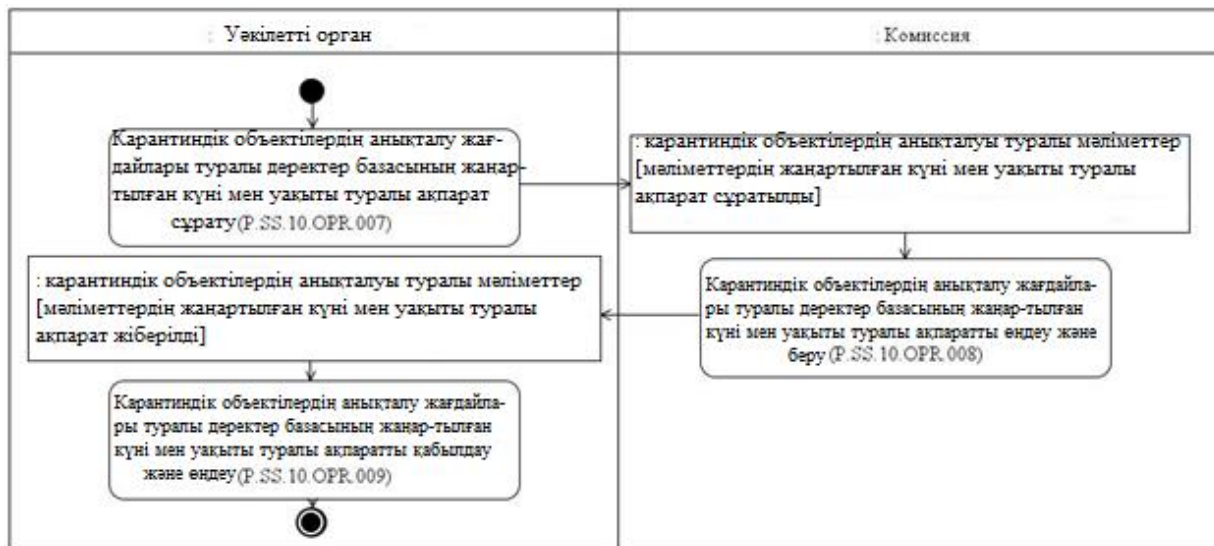 : Уәкілетті орган
: Комиссия
Карантиндік объектілердің анықталу жағ-
дайлары туралы деректер базасының жаңар-
тылған күні мен уақыты туралы ақпарат
сұрату (P.SS.10.OPR.007)
: карантиндік объектілердің анықталуы туралы мәліметтер
[мәліметтердің жаңартылған күні мен уақыты туралы
ақпарат сұратылды]
Карантиндік объектілердің анықталу жағдайла-
ры туралы деректер базасының жаңар-тылған
күні мен уақыты туралы ақпаратты өңдеу және
беру (P.SS.10.OPR.008)
: карантиндік объектілердің анықталуы туралы мәліметтер
[мәліметтердің жаңартылған күні мен уақыты туралы
ақпарат жіберілді]
Карантиндік объектілердің анықталу жағдайла-
ры туралы деректер базасының жаңар-тылған
күні мен уақыты туралы ақпаратты қабылдау
және өңдеу (P.SS.10.OPR.009)